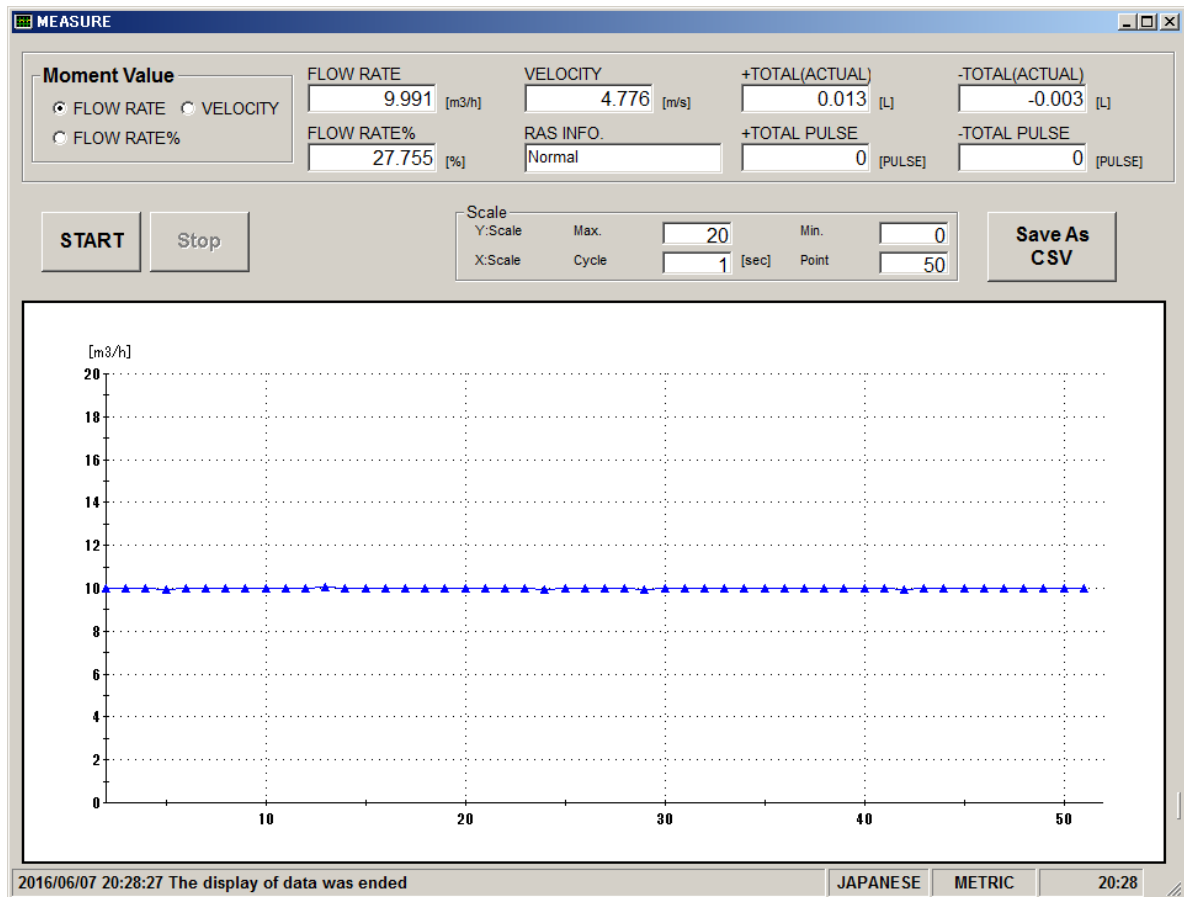 MEASURE
Moment Value
FLOW RATE VELOCITY
FLOW RATE%
FLOW RATE VELOCITY +TOTAL(ACTUAL) -TOTAL(ACTUAL)
9.991 [m3/h] 4.776 [m/s] 0.013 [L] -0.003 [L]
FLOW RATE% RAS INFO. +TOTAL PULSE -TOTAL PULSE
27.755 [%] Normal 0 [PULSE] 0 [PULSE]
START Stop
Scale
Y:Scale Max. 20 Min. 0
X:Scale Cycle 1 [sec] Point 50
Save As
CSV
[m3/h]
20
18
16
14
12
10
8
6
4
2
0
10 20 30 40 50
2016/06/07 20:28:27 The display of data was ended JAPANESE METRIC 20:28